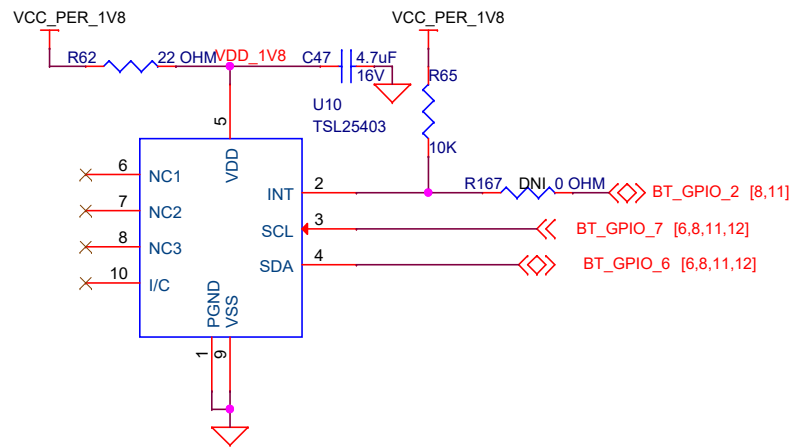 VCC_PER_1V8
VCC_PER_1V8
R62
22 OHM
VDD_1V8
C47
4.7uF
16V
R65
10K
U10
TSL25403
5
VDD
6
NC1
7
NC2
8
NC3
10
I/C
INT
2
SCL
3
SDA
4
R167
DNI
0 OHM
BT_GPIO_2 [8,11]
BT_GPIO_7 [6,8,11,12]
BT_GPIO_6 [6,8,11,12]
PGND
VSS
1
9